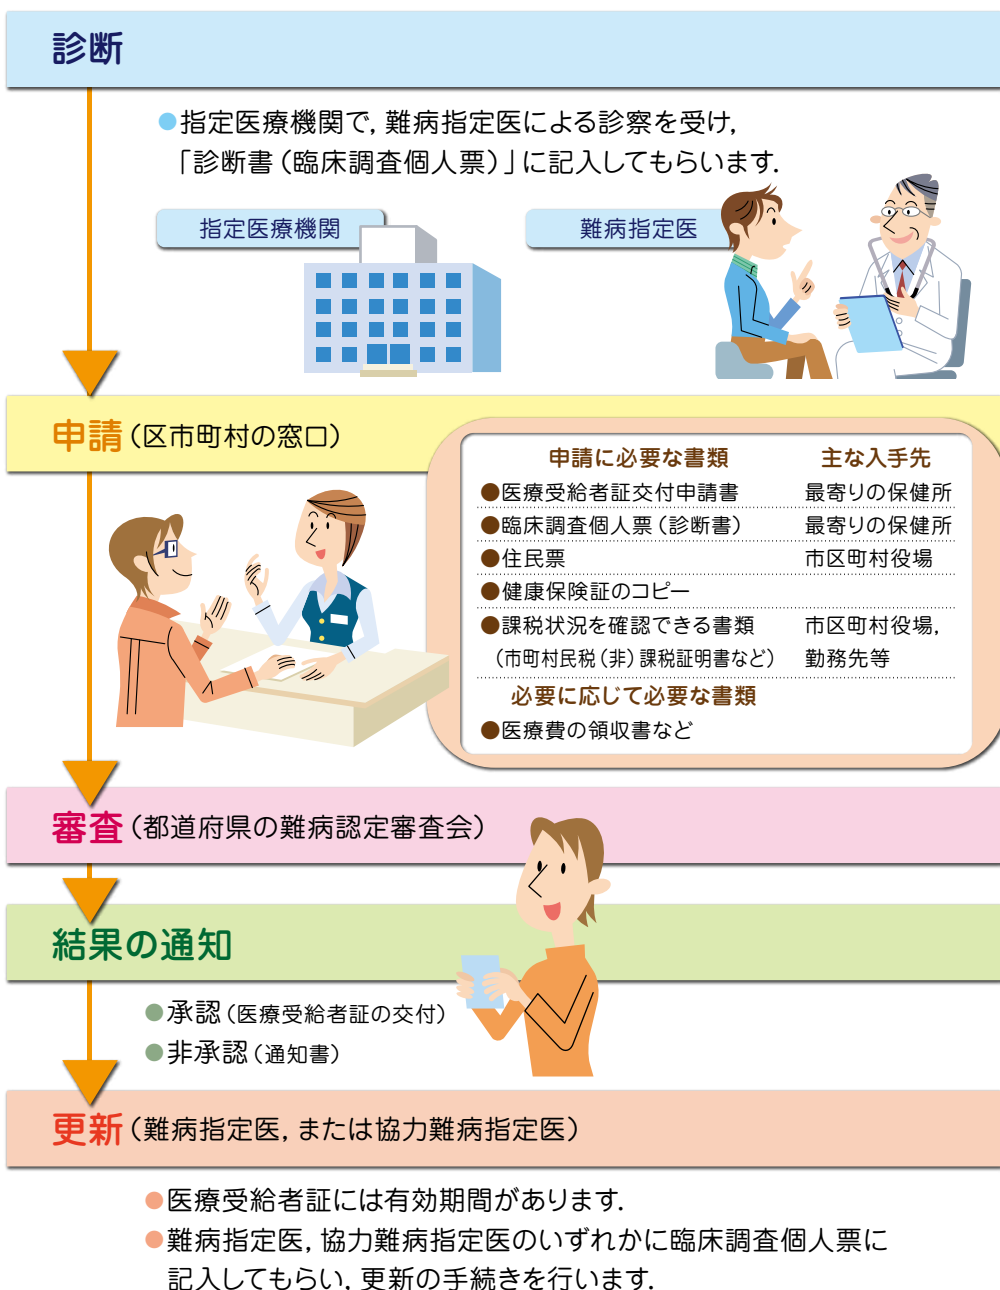 診断
●指定医療機関で，難病指定医による診察を受け，
「診断書（臨床調査個人票）」に記入してもらいます．
指定医療機関
難病指定医
申請（区市町村の窓口）
申請に必要な書類 主な入手先
●医療受給者証交付申請書 最寄りの保健所
●臨床調査個人票（診断書） 最寄りの保健所
●住民票 市区町村役場
●健康保険証のコピー
●課税状況を確認できる書類 市区町村役場，
（市町村民税（非）課税証明書など） 勤務先等
必要に応じて必要な書類
●医療費の領収書など
審査（都道府県の難病認定審査会）
結果の通知
●承認（医療受給者証の交付）
●非承認（通知書）
更新（難病指定医，または協力難病指定医）
●医療受給者証には有効期間があります．
●難病指定医，協力難病指定医のいずれかに臨床調査個人票に
記入してもらい，更新の手続きを行います．